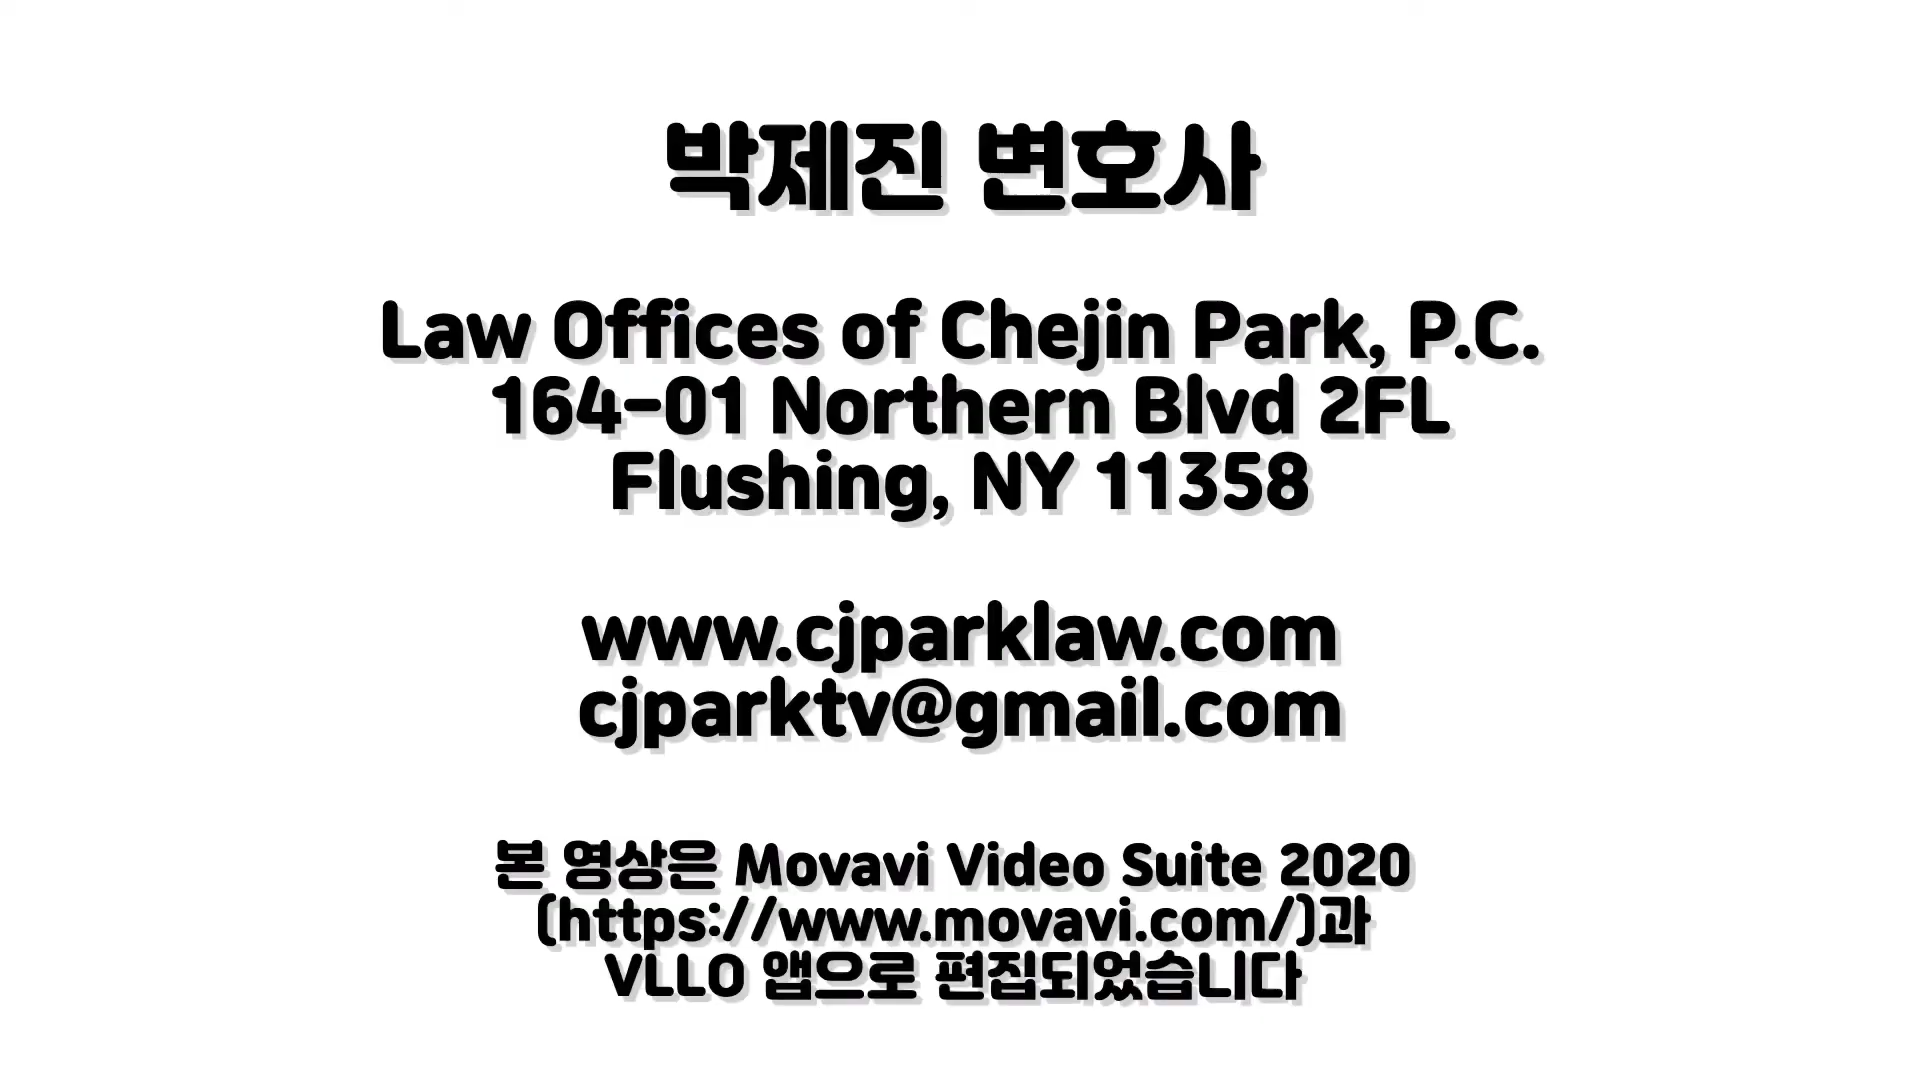 박제진 변호사
Law Offices of Chejin Park, P.C.
164-01 Northern Blvd 2FL
Flushing, NY 11358
www.cjparklaw.com
cjparktv@gmail.com
본 영상은 Movavi Video Suite 2020
(https://www.movavi.com/)과
VLLO 앱으로 편집되었습니다